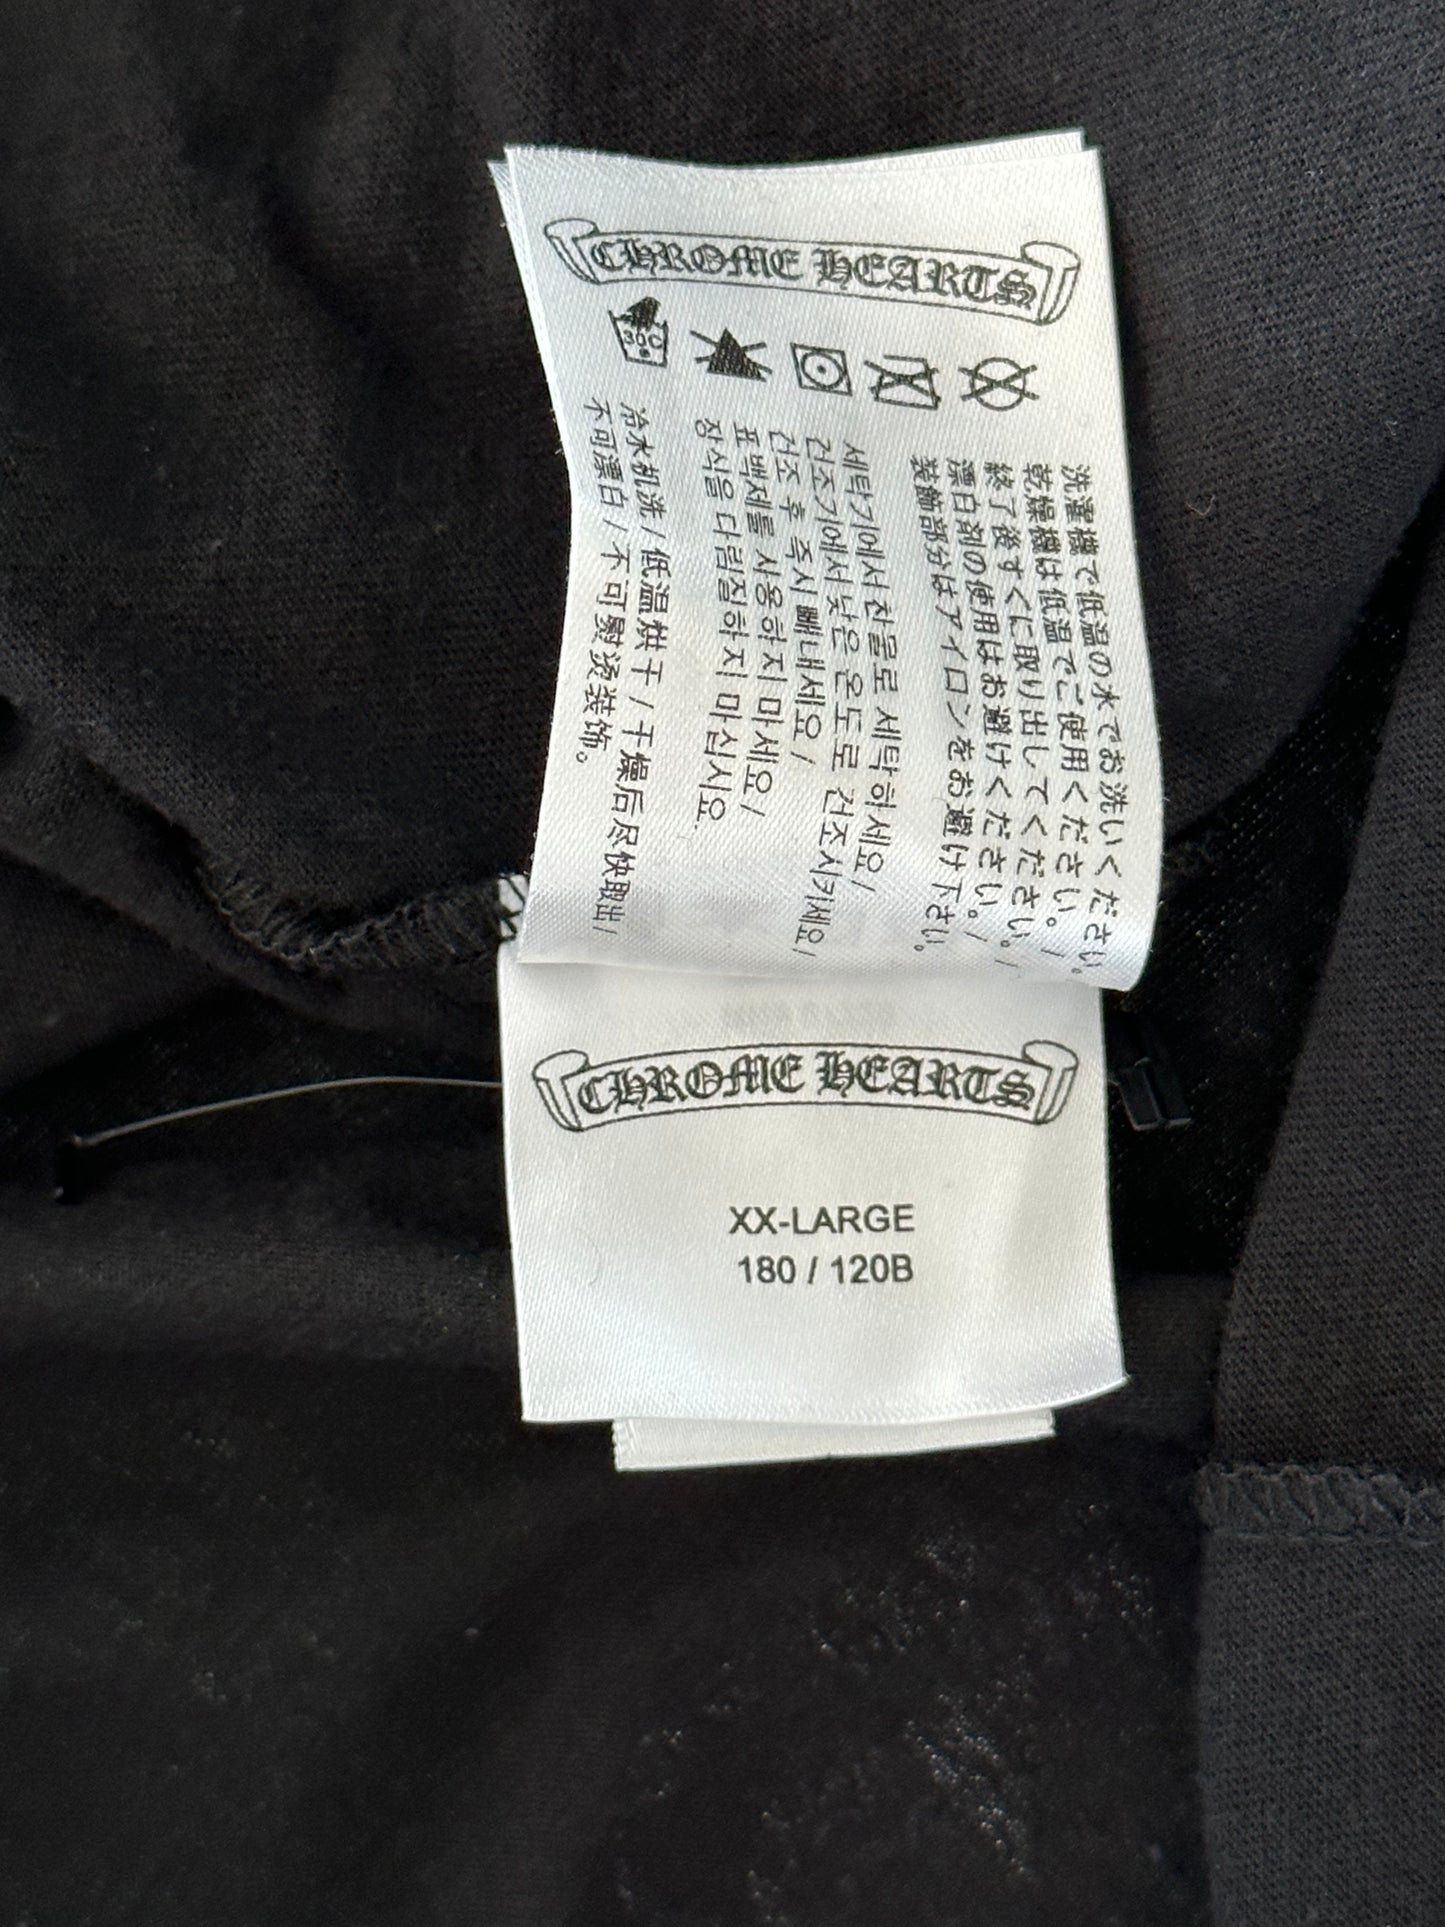 CHROME HEARTS
30C
洗濯機で低温の水でお洗いください。
乾燥機は低温でご使用ください。/
終了後すぐに取り出してください。/
漂白剤の使用はお避けください。/
装飾部分はアイロンをお避け下さい。
세탁기에서 찬물로 세탁하세요/
건조기에서 낮은 온도로 건조시키세요/
건조 후 즉시 빼내세요/
표백제를 사용하지 마세요/
장식을 다림질하지 마십시요.
冷水机洗/低温烘干/干燥后尽快取出/
不可漂白/不可熨烫装饰。
CHROME HEARTS
XX-LARGE
180 / 120B